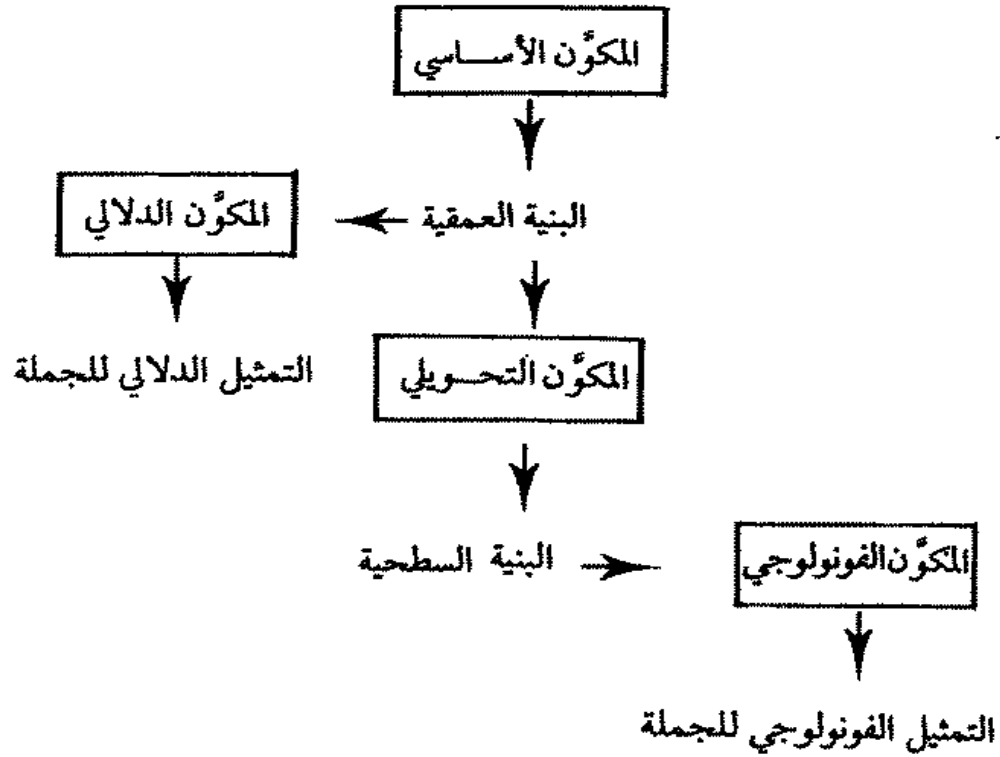 المكوَّن الأساسي
البنية العمقية
المكوَّن الدلالي
التمثيل الدلالي للجملة
المكوَّن التحويلي
البنية السطحية
المكوَّن الفونولوجي
التمثيل الفونولوجي للجملة